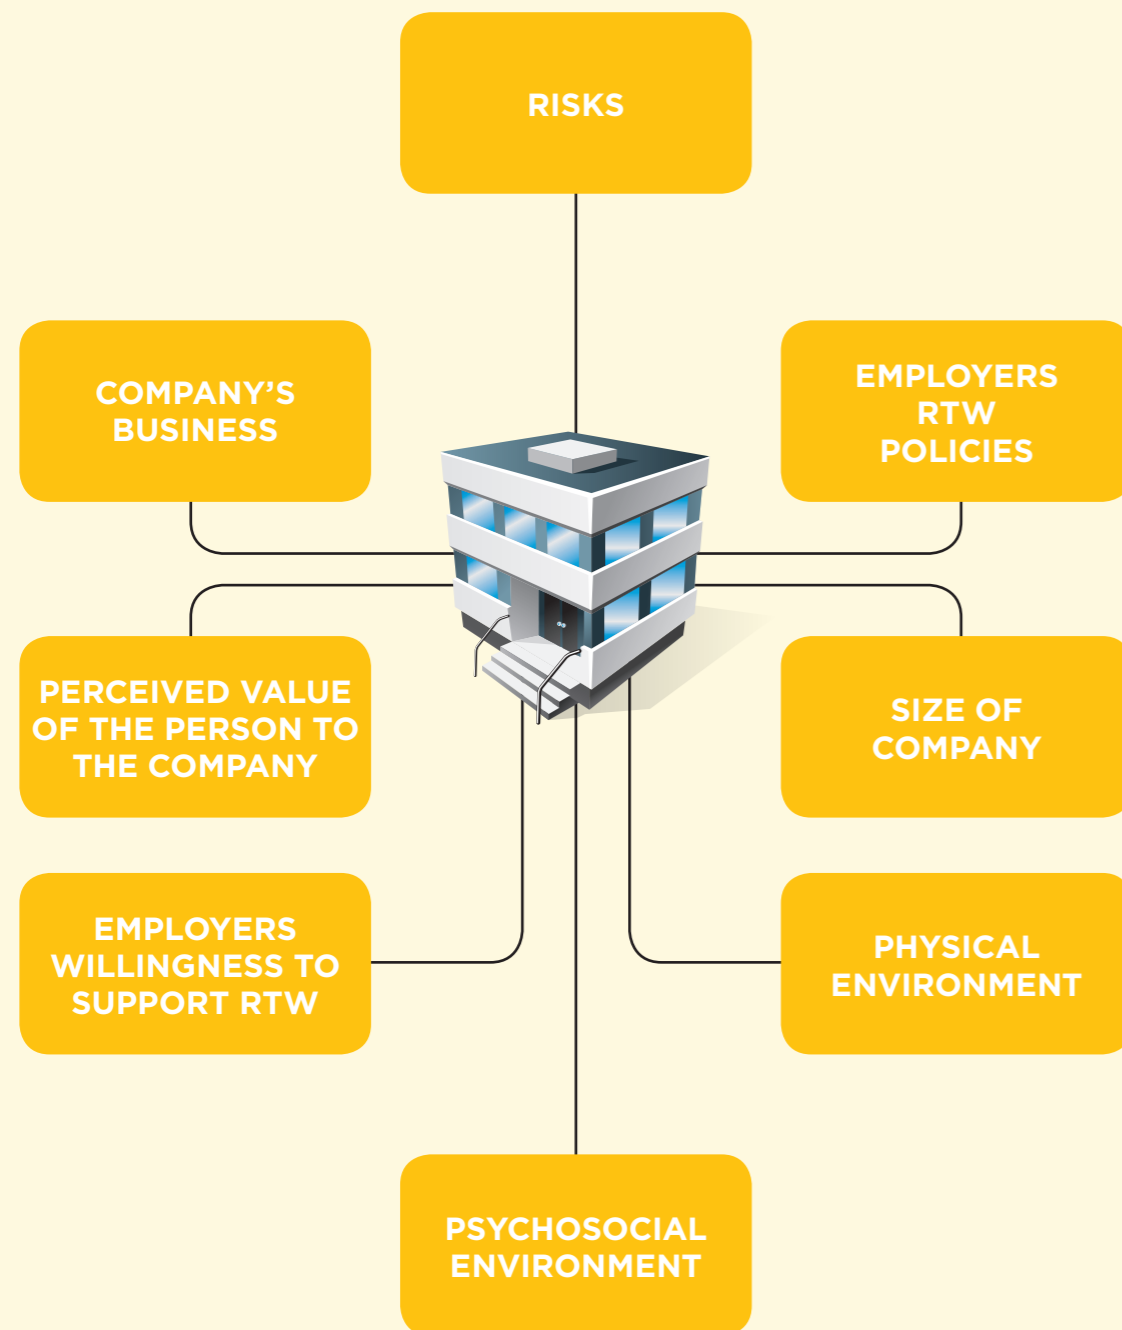 RISKS
COMPANY’S
BUSINESS
EMPLOYERS
RTW
POLICIES
PERCEIVED VALUE
OF THE PERSON TO
THE COMPANY
SIZE OF
COMPANY
EMPLOYERS
WILLINGNESS TO
SUPPORT RTW
PHYSICAL
ENVIRONMENT
PSYCHOSOCIAL
ENVIRONMENT